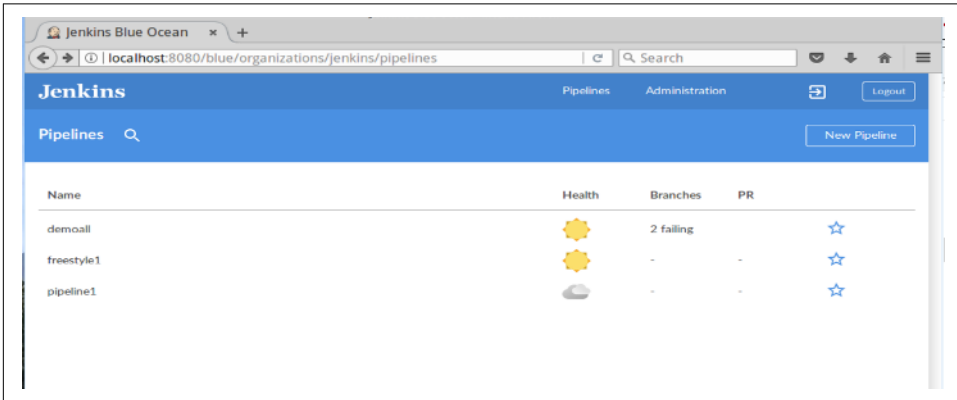 Jenkins Blue Ocean × +
localhost:8080/blue/organizations/jenkins/pipelines Search
Jenkins Pipelines Administration Logout
Pipelines New Pipeline
Name Health Branches PR
demoall 2 failing
freestyle1 - -
pipeline1 - -